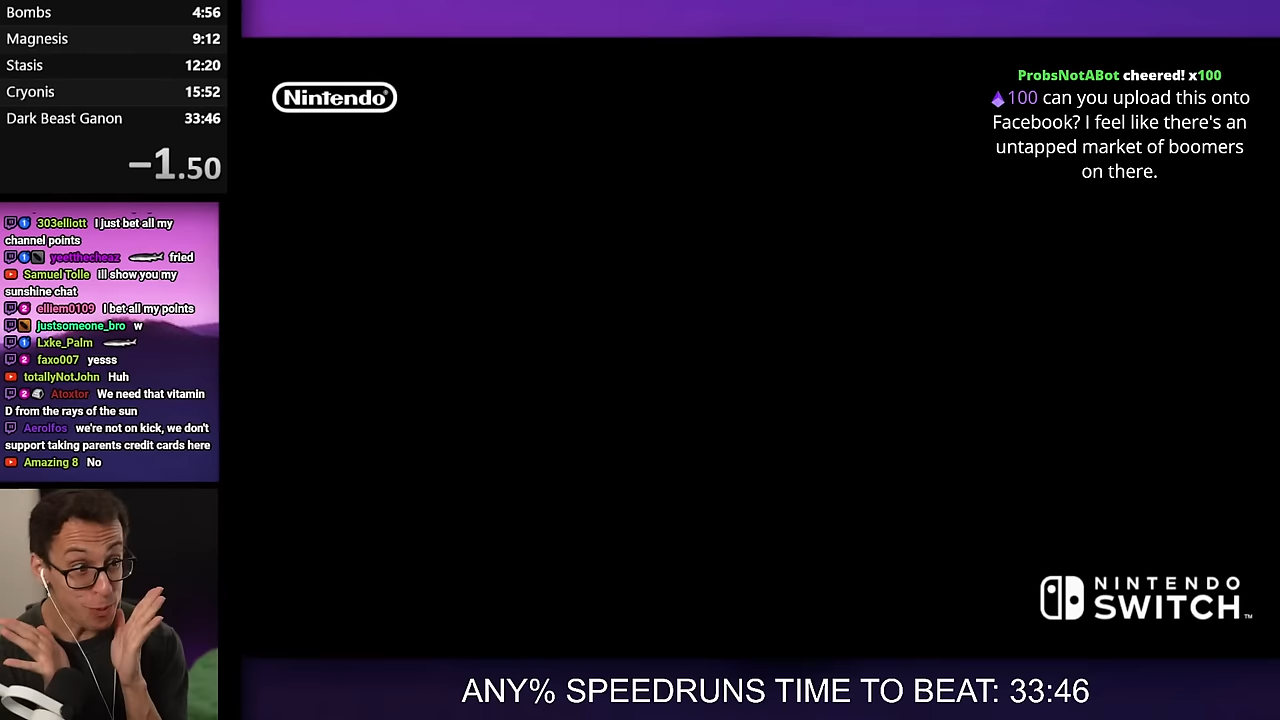 Bombs 4:56
Magnesis 9:12
Stasis 12:20
Cryonis 15:52
Dark Beast Ganon 33:46
−1.50
303elliott I just bet all my
channel points
yeetthecheaz fried
Samuel Tolle Ill show you my
sunshine chat
elliem0109 I bet all my points
justsomeone_bro w
Lxke_Palm
faxo007 yesss
totallyNotJohn Huh
Atoxtor We need that vitamin
D from the rays of the sun
Aerolfos we're not on kick, we don't
support taking parents credit cards here
Amazing 8 No
Nintendo®
ProbsNotABot cheered! x100
100 can you upload this onto
Facebook? I feel like there's an
untapped market of boomers
on there.
NINTENDO
SWITCH™
ANY% SPEEDRUNS TIME TO BEAT: 33:46